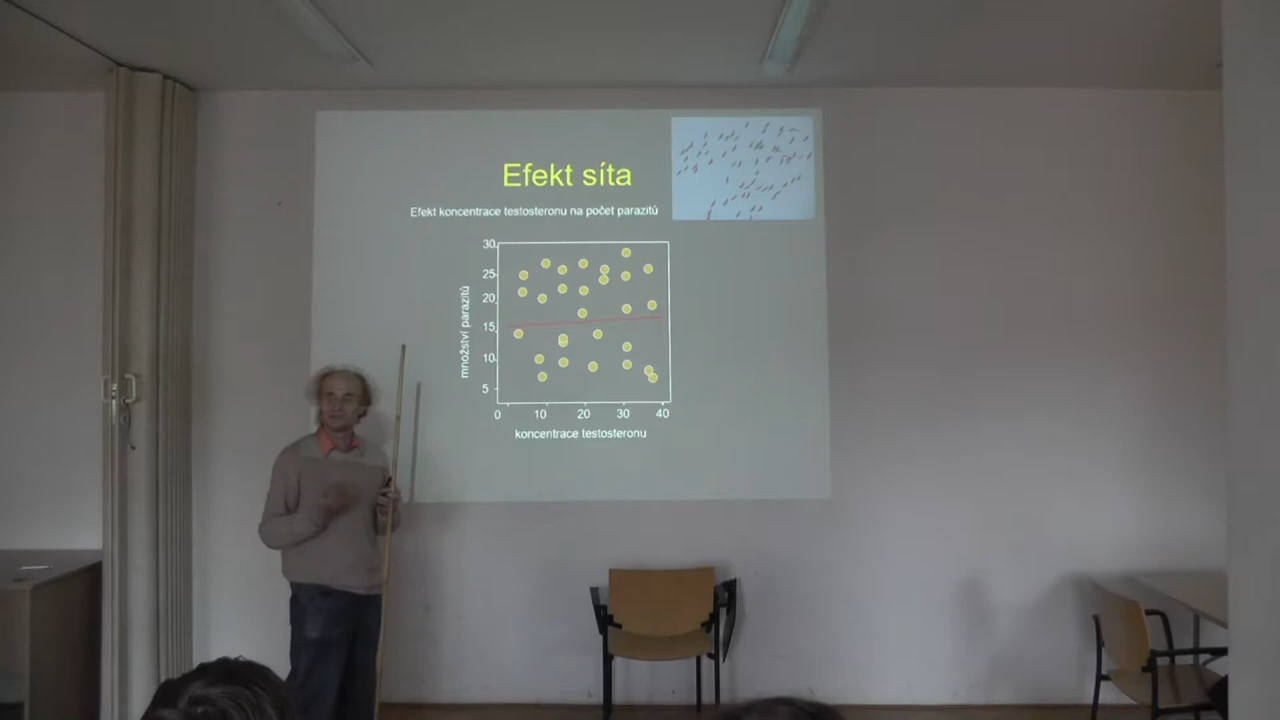 Efekt síta
Efekt koncentrace testosteronu na počet parazitů
30
25
20
15
10
5
množství parazitů
0 10 20 30 40
koncentrace testosteronu